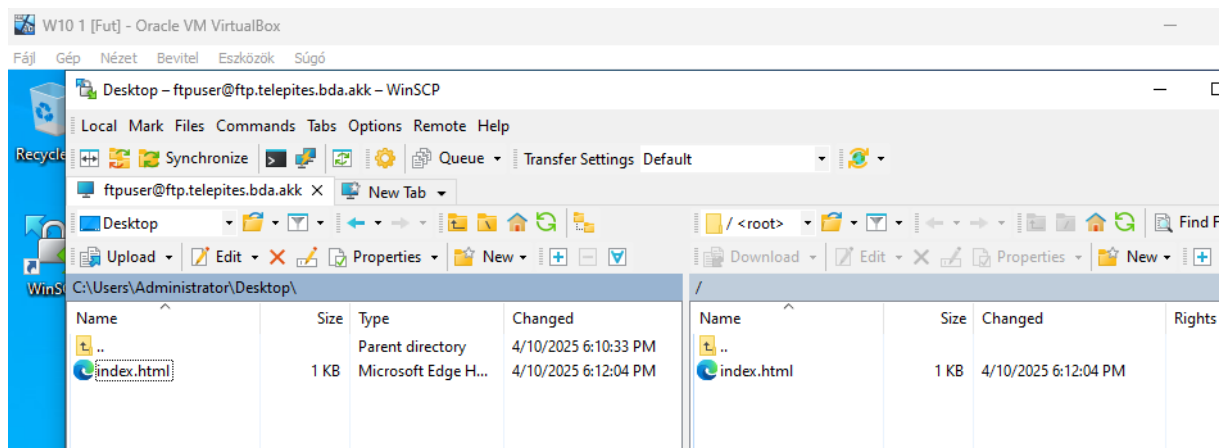 W10 1 [Fut] - Oracle VM VirtualBox
Fájl Gép Nézet Bevitel Eszközök Súgó
Desktop – ftpuser@ftp.telepites.bda.akk – WinSCP
Local Mark Files Commands Tabs Options Remote Help
Recycle
Synchronize Queue Transfer Settings Default
ftpuser@ftp.telepites.bda.akk × New Tab
Desktop / <root> Find F
Upload Edit Properties New Download Edit Properties New
WinS
C:\Users\Administrator\Desktop\ /
Name Size Type Changed Name Size Changed Rights
.. Parent directory 4/10/2025 6:10:33 PM ..
index.html 1 KB Microsoft Edge H... 4/10/2025 6:12:04 PM index.html 1 KB 4/10/2025 6:12:04 PM